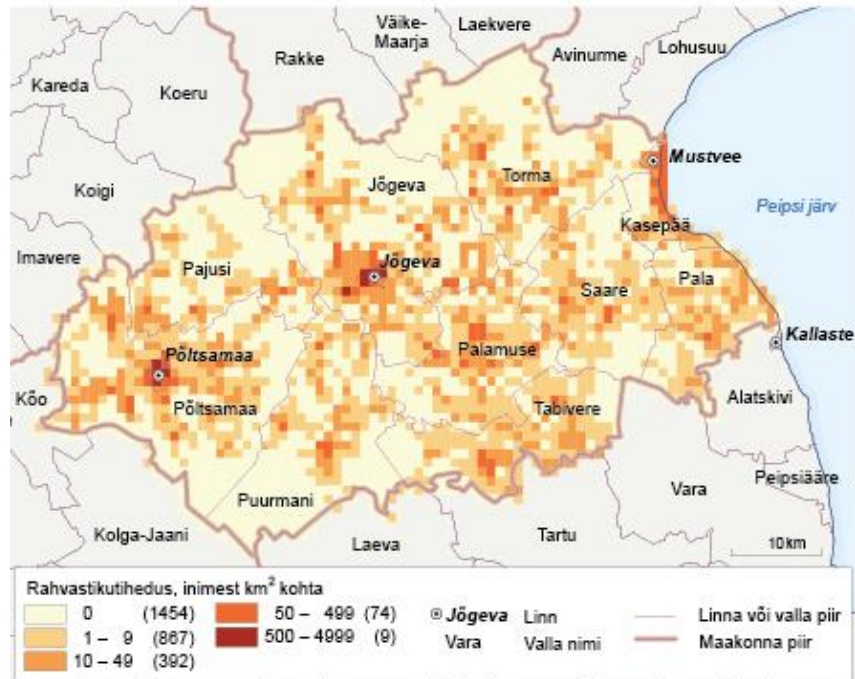 Väike-
Maarja
Laekvere
Rakke
Avinurme
Lohusuu
Kareda
Koeru
Mustvee
Koigi
Jõgeva
Torma
Peipsi järv
Kasepää
Imavere
Pajusi
Jõgeva
Saare
Pala
Põltsamaa
Palamuse
Kallaste
Kõo
Põltsamaa
Tabivere
Alatskivi
Puurmani
Vara
Peipsiääre
Kolga-Jaani
Laeva
Tartu
10 km
Rahvastikutihedus, inimest km² kohta
0 (1454)
1 – 9 (867)
10 – 49 (392)
50 – 499 (74)
500 – 4999 (9)
Jõgeva Linn
Vara Valla nimi
Linna või valla piir
Maakonna piir